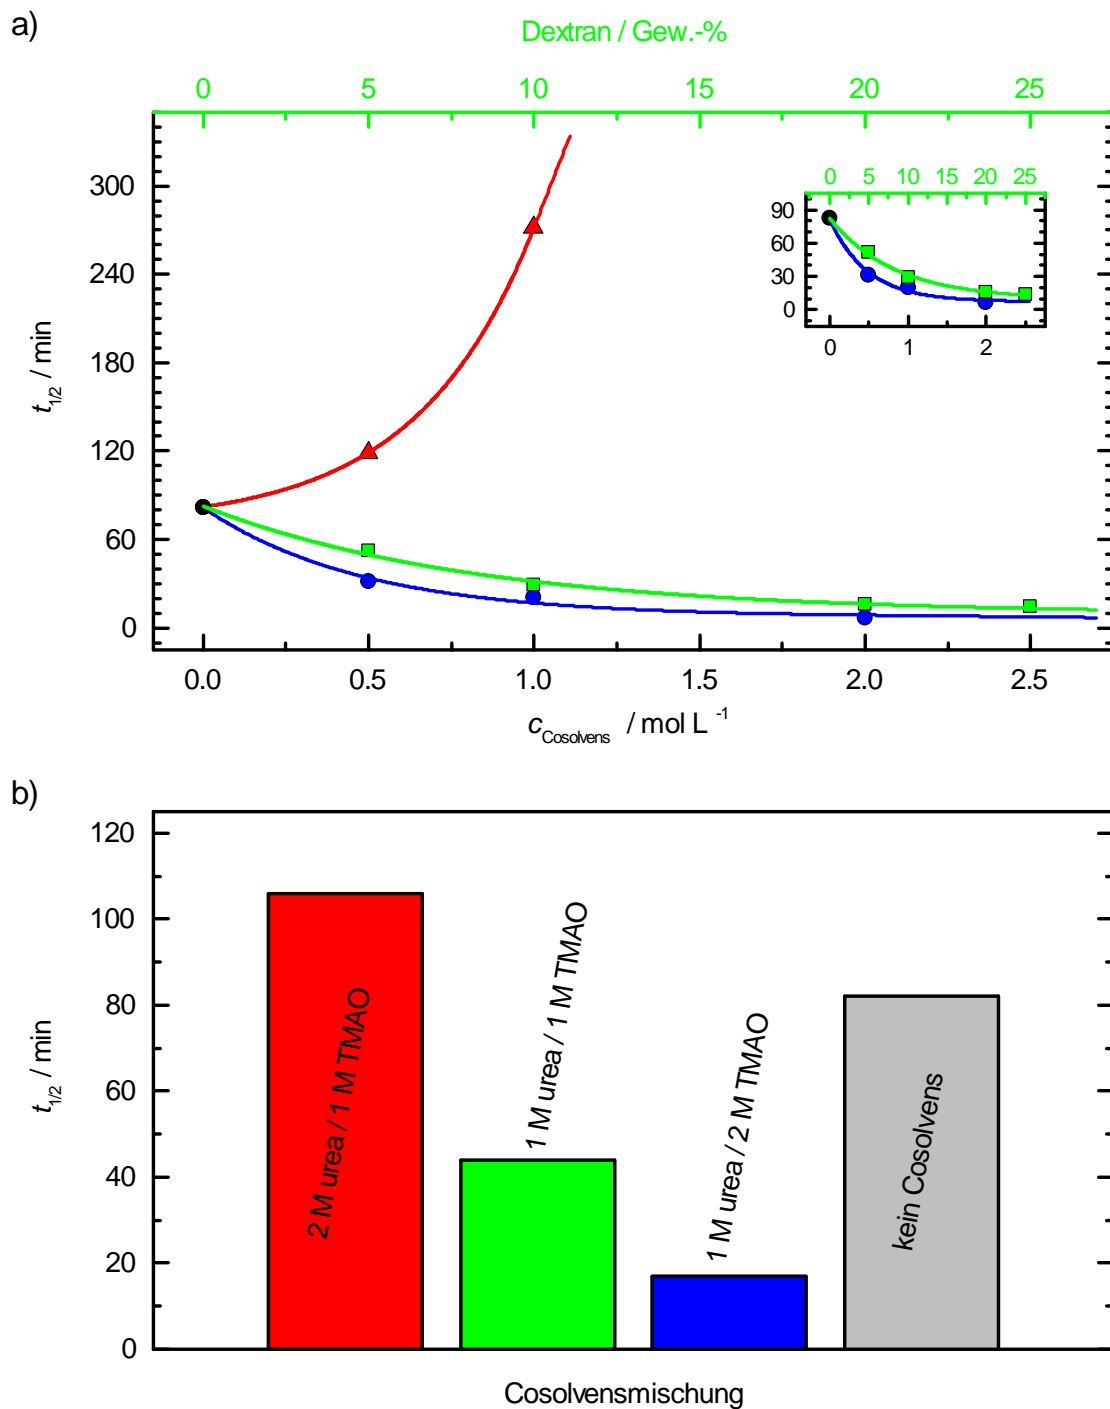 a)
Dextran / Gew.-%
0 5 10 15 20 25
300
240
180
120
60
0
t1/2 / min
0 5 10 15 20 25
90
60
30
0
0 1 2
0.0 0.5 1.0 2.0 2.5
cCosolvens / mol L-1
b)
120
100
80
60
40
20
0
t1/2 / min
2 M urea / 1 M TMAO
1 M urea / 1 M TMAO
1 M urea / 2 M TMAO
kein Cosolvens
Cosolvensmischung